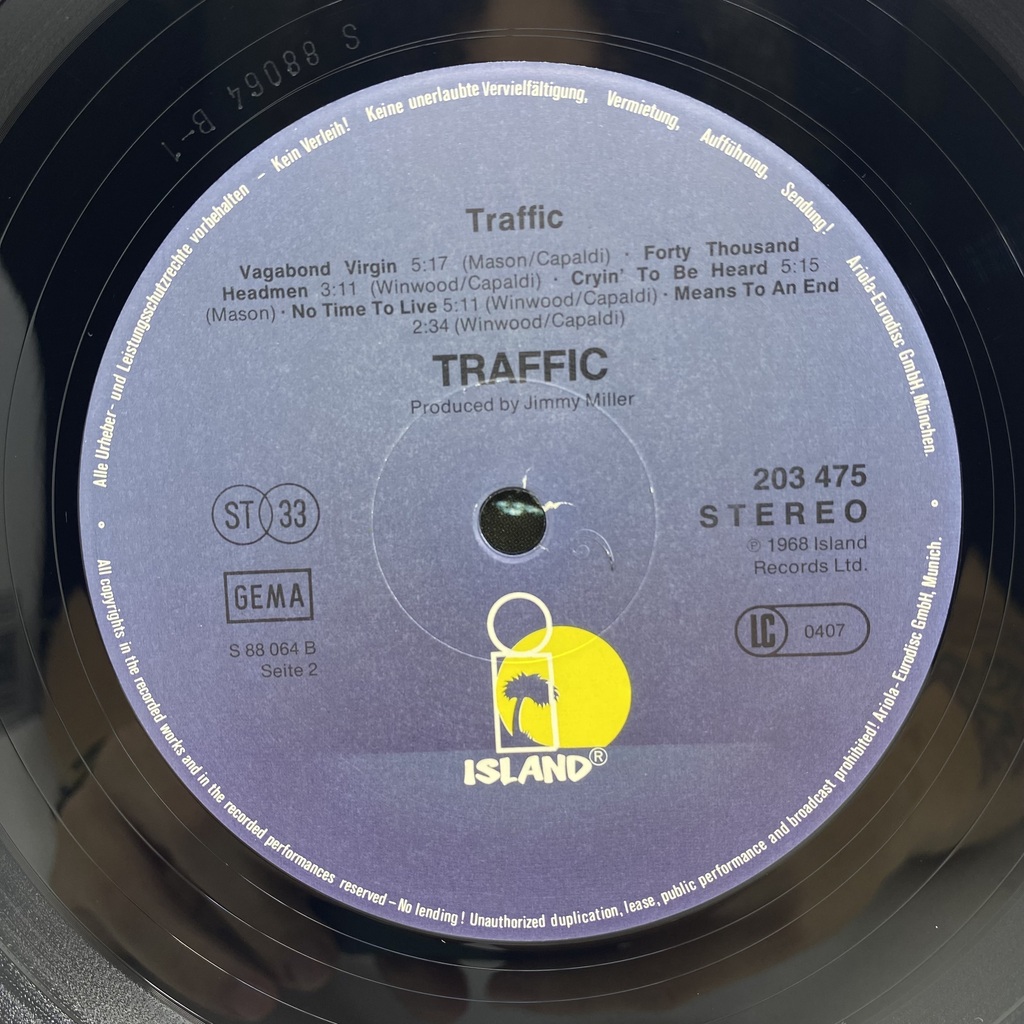 S 88064 B-1
Alle Urheber- und Leistungsschutzrechte vorbehalten – Kein Verleih! Keine unerlaubte Vervielfältigung, Vermietung, Aufführung, Sendung! Ariola-Eurodisc GmbH, München.
Traffic
Vagabond Virgin 5:17 (Mason/Capaldi) · Forty Thousand
Headmen 3:11 (Winwood/Capaldi) · Cryin' To Be Heard 5:15
(Mason) · No Time To Live 5:11 (Winwood/Capaldi) · Means To An End
2:34 (Winwood/Capaldi)
TRAFFIC
Produced by Jimmy Miller
ST 33
GEMA
S 88 064 B
Seite 2
203 475
STEREO
℗ 1968 Island
Records Ltd.
LC 0407
ISLAND®
All copyrights in the recorded works and in the recorded performances reserved – No lending! Unauthorized duplication, lease, public performance and broadcast prohibited! Ariola-Eurodisc GmbH, Munich.